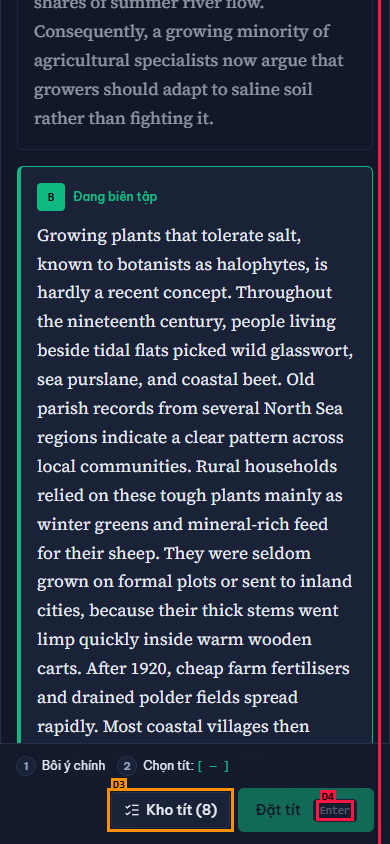 shares of summer river flow.
Consequently, a growing minority of
agricultural specialists now argue that
growers should adapt to saline soil
rather than fighting it.
B Đang biên tập
Growing plants that tolerate salt,
known to botanists as halophytes, is
hardly a recent concept. Throughout
the nineteenth century, people living
beside tidal flats picked wild glasswort,
sea purslane, and coastal beet. Old
parish records from several North Sea
regions indicate a clear pattern across
local communities. Rural households
relied on these tough plants mainly as
winter greens and mineral-rich feed
for their sheep. They were seldom
grown on formal plots or sent to inland
cities, because their thick stems went
limp quickly inside warm wooden
carts. After 1920, cheap farm fertilisers
and drained polder fields spread
rapidly. Most coastal villages then
1 Bôi ý chính 2 Chọn tít: [ – ]
D3 D4
Kho tít (8) Đặt tít Enter